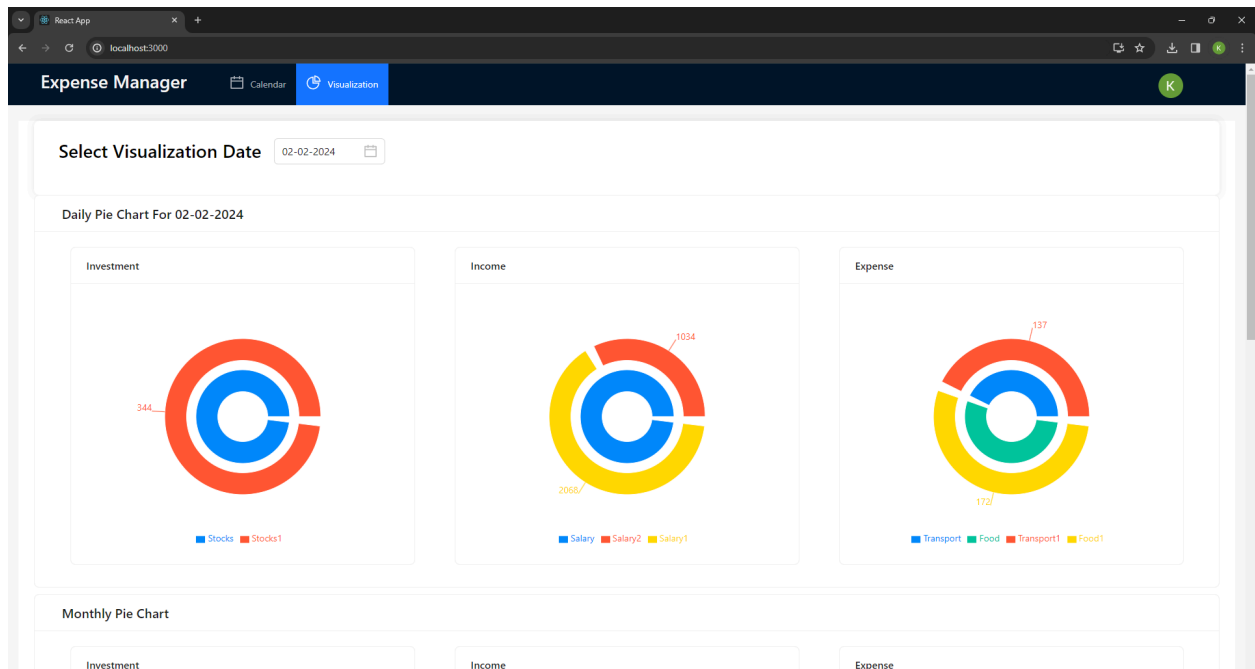 React App
localhost:3000
K
Expense Manager Calendar Visualization K
Select Visualization Date 02-02-2024
Daily Pie Chart For 02-02-2024
Investment Income Expense
137
1034
344
2068
172
Stocks Stocks1 Salary Salary2 Salary1 Transport Food Transport1 Food1
Monthly Pie Chart
Investment Income Expense